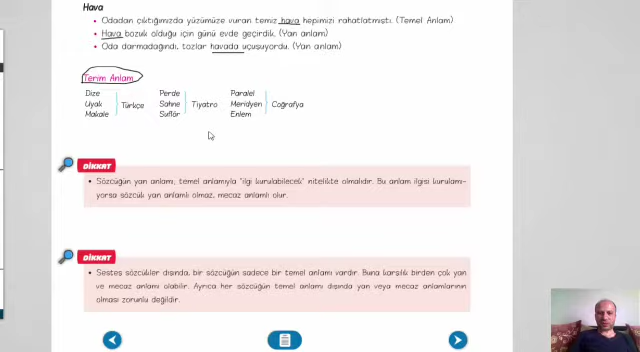 Hava
• Odadan çıktığımızda yüzümüze vuran temiz hava hepimizi rahatlatmıştı. (Temel Anlam)
• Hava bozuk olduğu için günü evde geçirdik. (Yan anlam)
• Oda darmadağındı, tozlar havada uçuşuyordu. (Yan anlam)
Terim Anlam
Dize
Uyak
Makale
Türkçe
Perde
Sahne
Suflör
Tiyatro
Paralel
Meridyen
Enlem
Coğrafya
DİKKAT
• Sözcüğün yan anlamı, temel anlamıyla "ilgi kurulabilecek" nitelikte olmalıdır. Bu anlam ilgisi kurulamı-
yorsa sözcük yan anlamlı olmaz, mecaz anlamlı olur.
DİKKAT
• Sesteş sözcükler dışında, bir sözcüğün sadece bir temel anlamı vardır. Buna karşılık birden çok yan
ve mecaz anlamı olabilir. Ayrıca her sözcüğün temel anlamı dışında yan veya mecaz anlamlarının
olması zorunlu değildir.